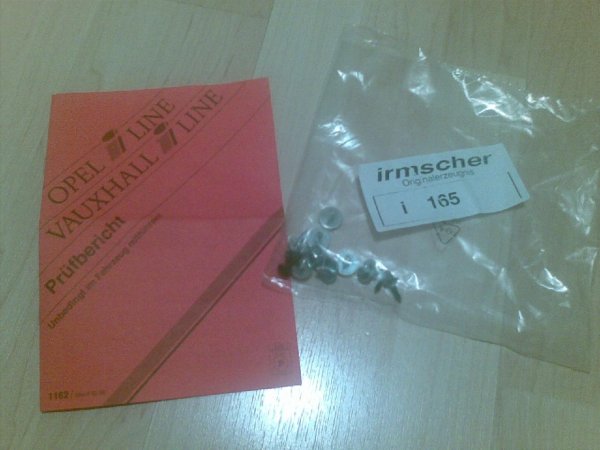 OPEL i LINE
VAUXHALL i LINE
Prüfbericht
Unbedingt im Fahrzeug mitführen
1162/
irmscher
Originalerzeugnis
i 165